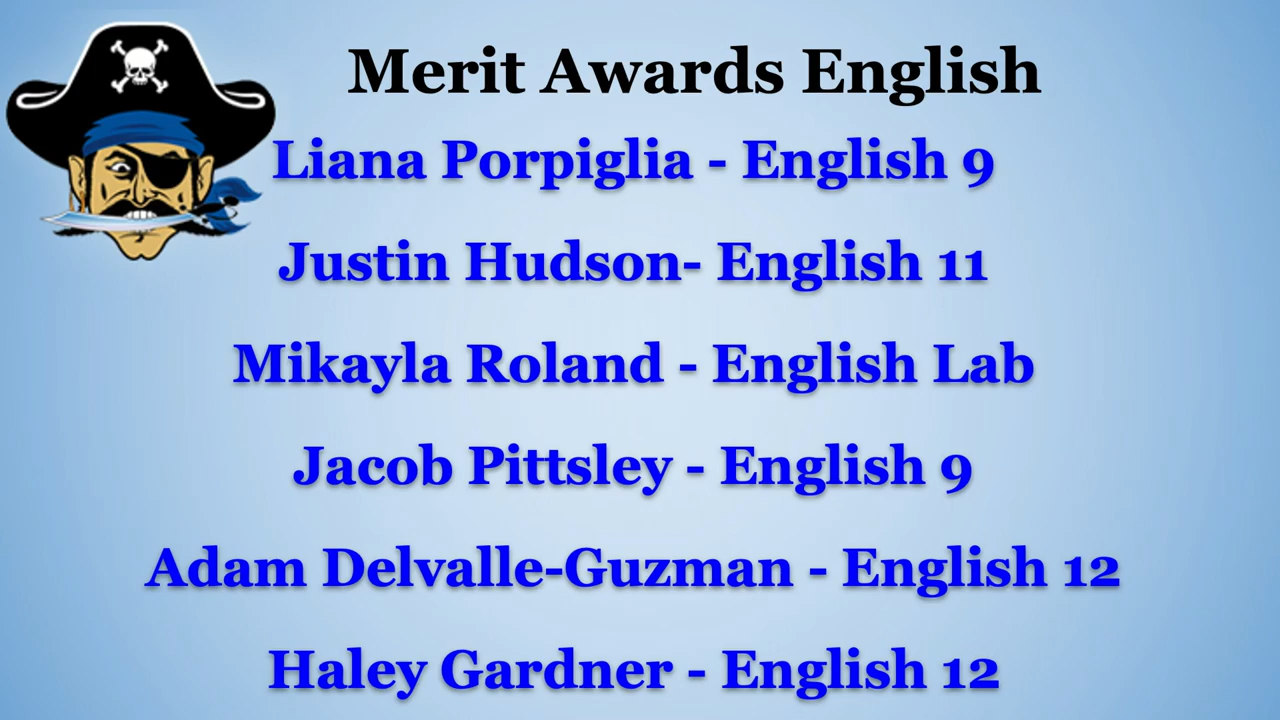 Merit Awards English
Liana Porpiglia - English 9
Justin Hudson- English 11
Mikayla Roland - English Lab
Jacob Pittsley - English 9
Adam Delvalle-Guzman - English 12
Haley Gardner - English 12